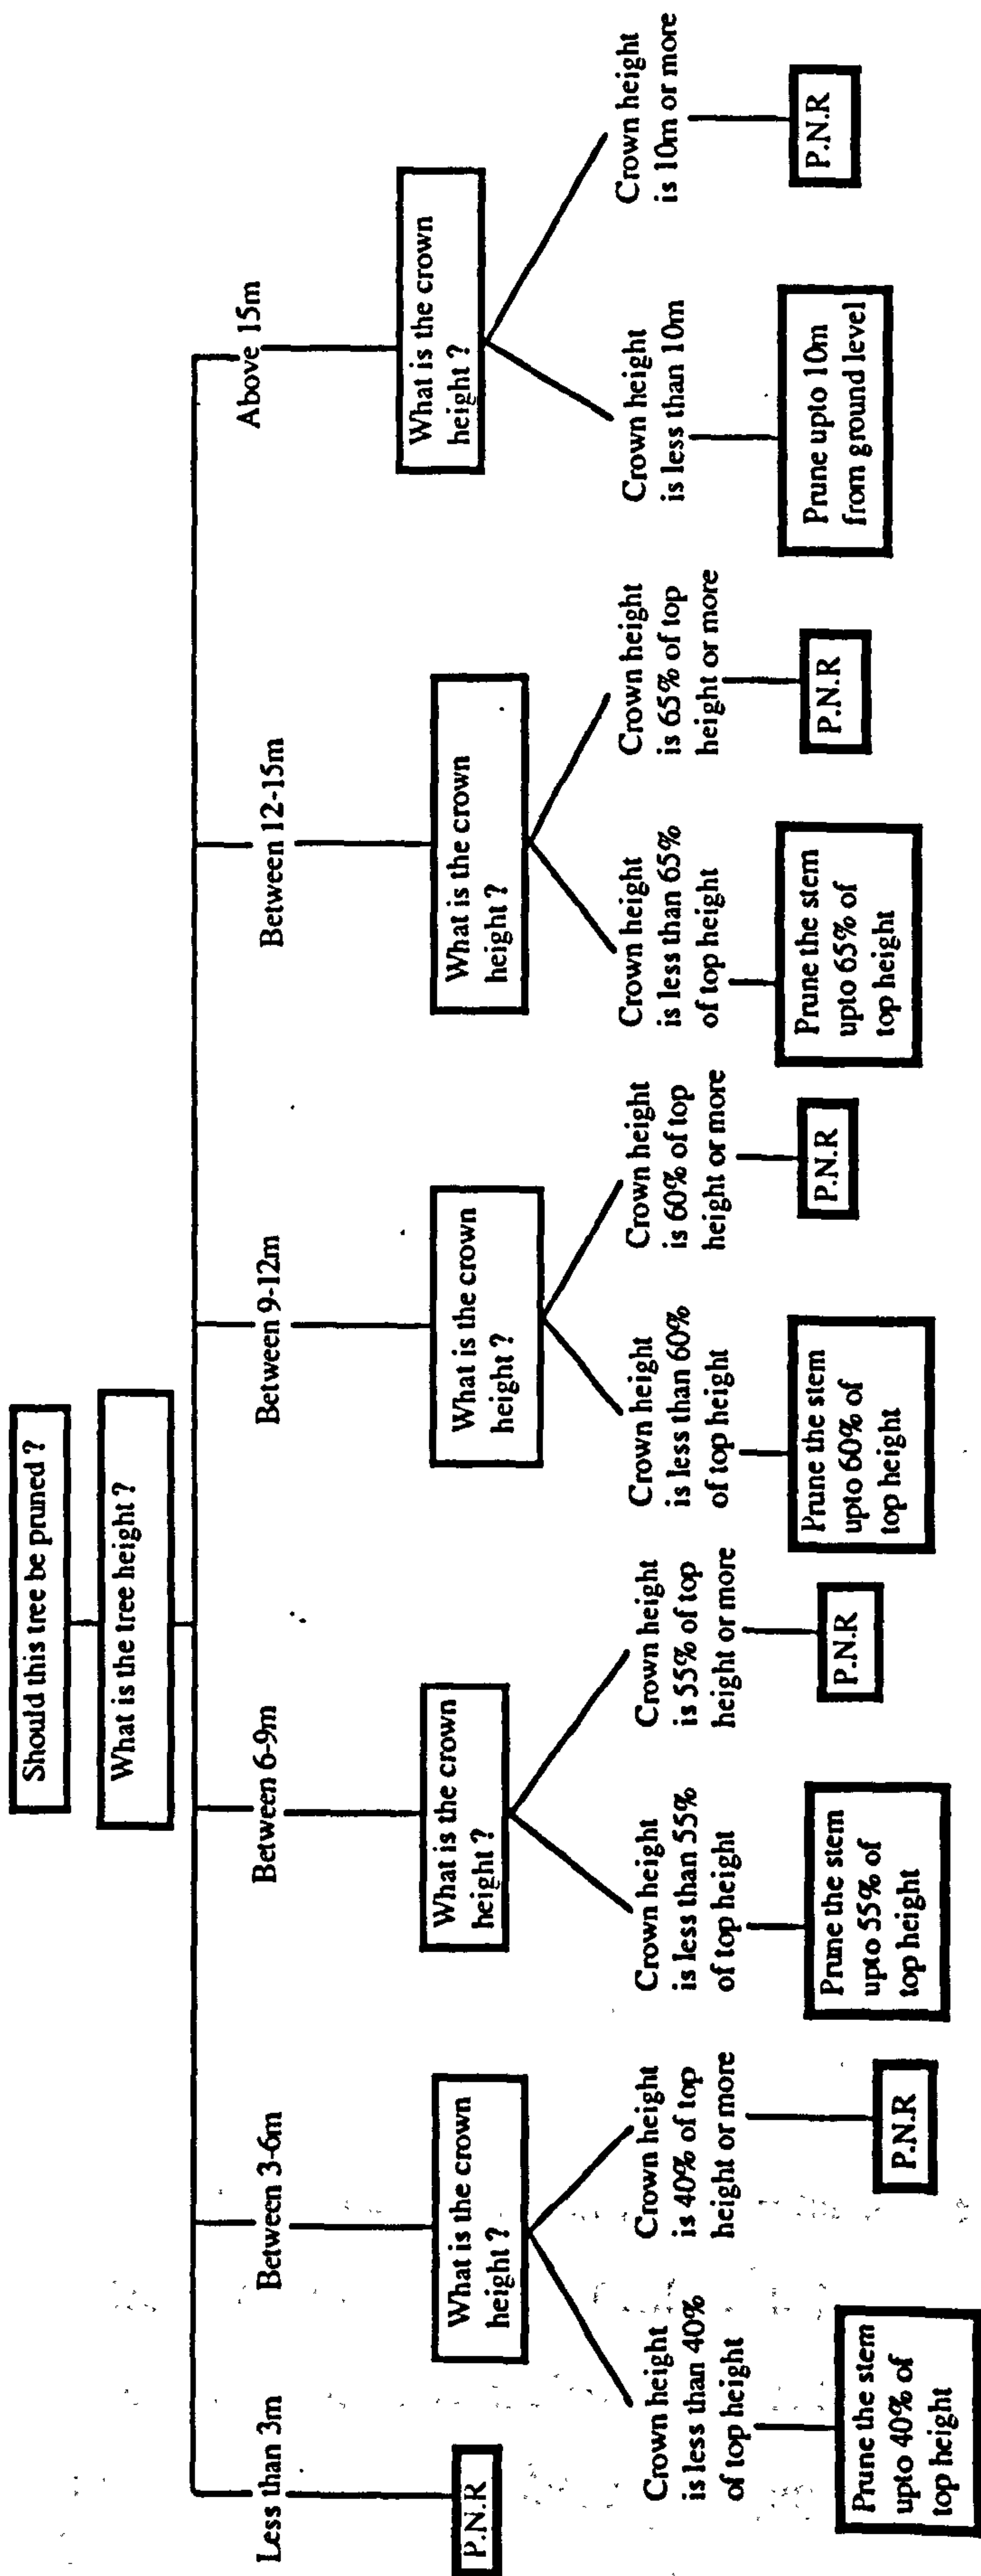 Should this tree be pruned ?
What is the tree height ?
Less than 3m
P.N.R
Between 3-6m
What is the crown
height ?
Crown height
is less than 40%
of top height
Prune the stem
upto 40% of
top height
Crown height
is 40% of top
height or more
P.N.R
Between 6-9m
What is the crown
height ?
Crown height
is less than 55%
of top height
Prune the stem
upto 55% of
top height
Crown height
is 55% of top
height or more
P.N.R
Between 9-12m
What is the crown
height ?
Crown height
is less than 60%
of top height
Prune the stem
upto 60% of
top height
Crown height
is 60% of top
height or more
P.N.R
Between 12-15m
What is the crown
height ?
Crown height
is less than 65%
of top height
Prune the stem
upto 65% of
top height
Crown height
is 65% of top
height or more
P.N.R
Above 15m
What is the crown
height ?
Crown height
is less than 10m
Prune upto 10m
from ground level
Crown height
is 10m or more
P.N.R